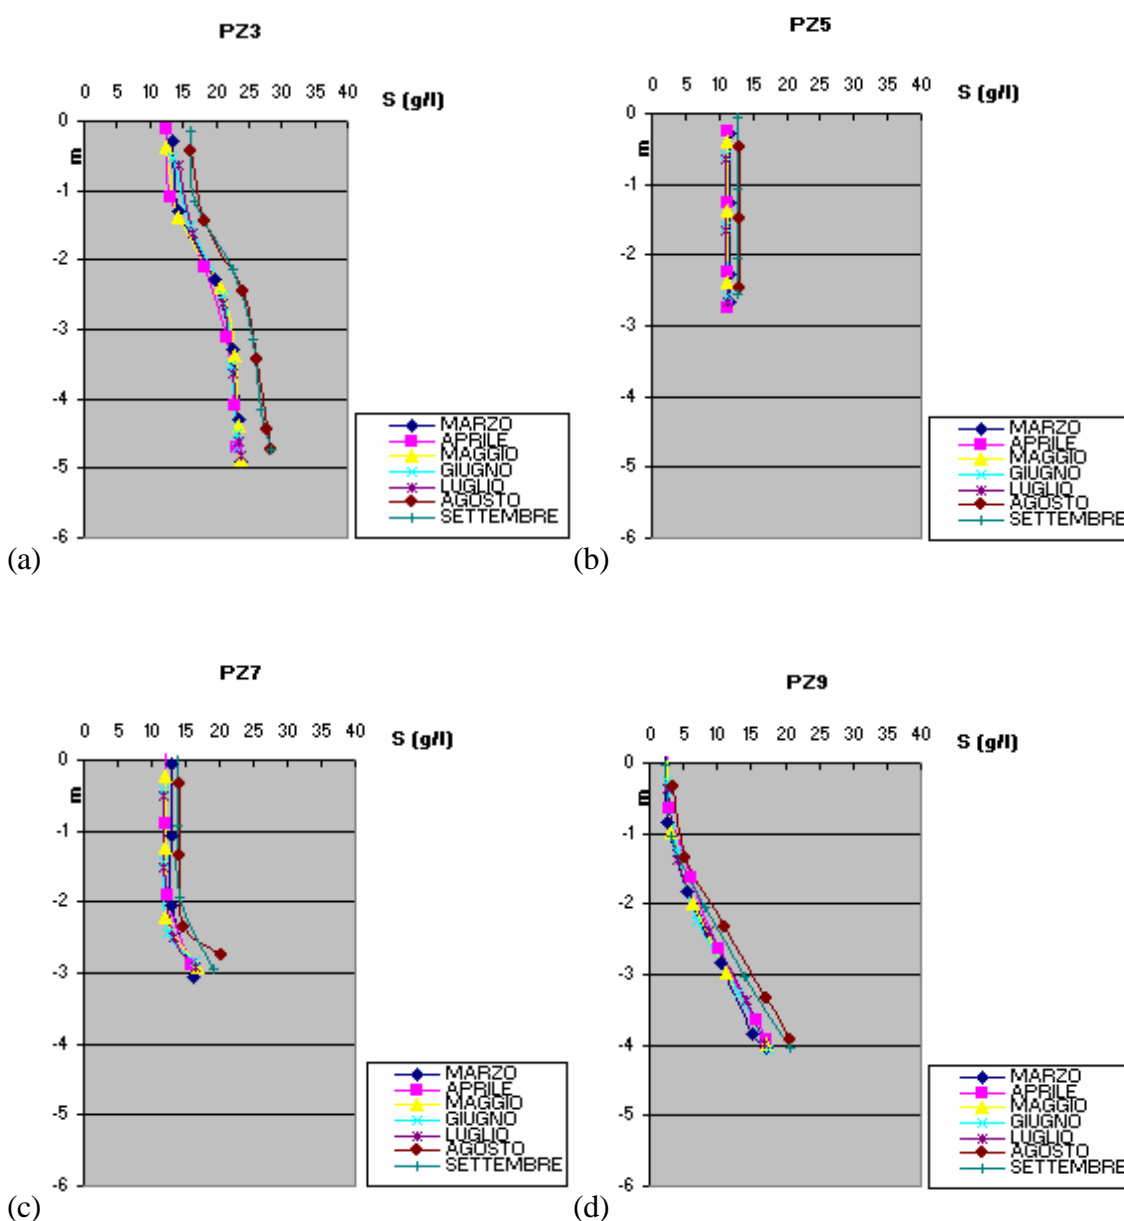 PZ3
0 5 10 15 20 25 30 35 40
S (g/l)
0
m
-1
-2
-3
-4
-5
-6
MARZO
APRILE
MAGGIO
GIUGNO
LUGLIO
AGOSTO
SETTEMBRE
(a)
PZ5
0 5 10 15 20 25 30 35 40
S (g/l)
0
m
-1
-2
-3
-4
-5
-6
MARZO
APRILE
MAGGIO
GIUGNO
LUGLIO
AGOSTO
SETTEMBRE
(b)
PZ7
0 5 10 15 20 25 30 35 40
S (g/l)
0
m
-1
-2
-3
-4
-5
-6
MARZO
APRILE
MAGGIO
GIUGNO
LUGLIO
AGOSTO
SETTEMBRE
(c)
PZ9
0 5 10 15 20 25 30 35 40
S (g/l)
0
m
-1
-2
-3
-4
-5
-6
MARZO
APRILE
MAGGIO
GIUGNO
LUGLIO
AGOSTO
SETTEMBRE
(d)